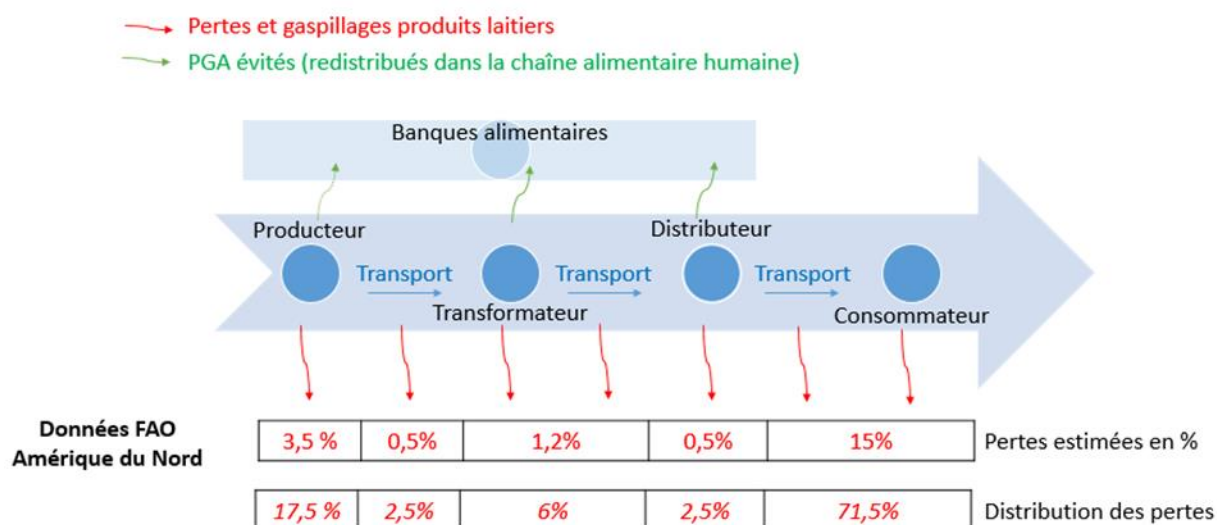 Pertes et gaspillages produits laitiers
PGA évités (redistribués dans la chaîne alimentaire humaine)
Banques alimentaires
Producteur
Distributeur
Transport
Transport
Transport
Transformateur
Consommateur
Données FAO
Amérique du Nord
3,5 %
0,5%
1,2%
0,5%
15%
Pertes estimées en %
17,5 %
2,5%
6%
2,5%
71,5%
Distribution des pertes